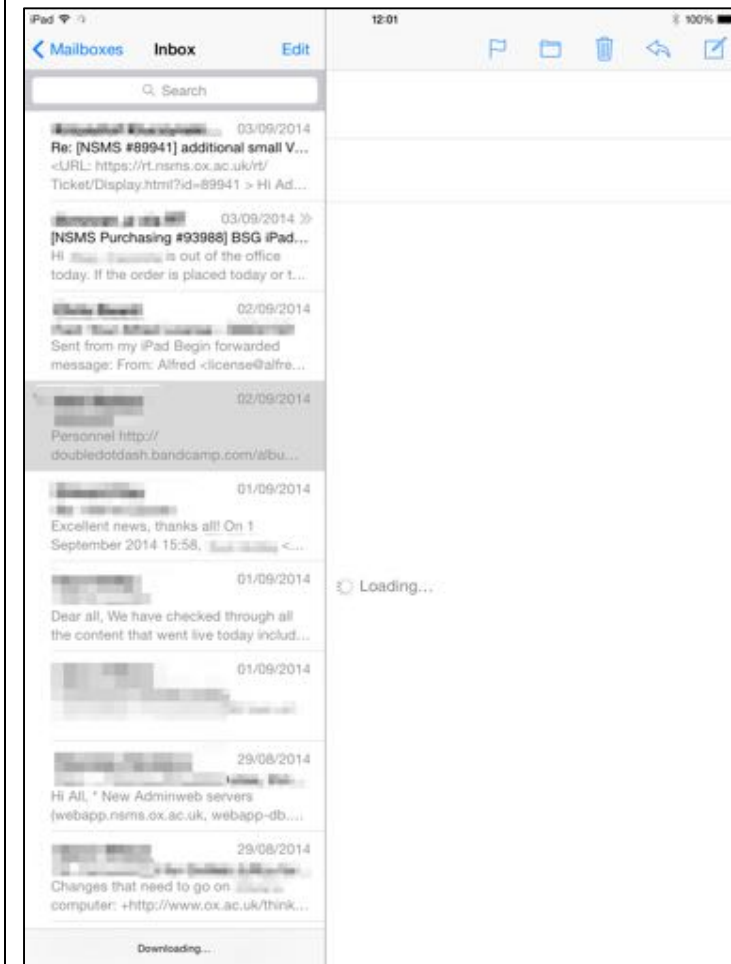 iPad 12:01 100%
Mailboxes Inbox Edit
Search
03/09/2014
Re: [NSMS #89941] additional small V...
<URL: https://rt.nsms.ox.ac.uk/rt/
Ticket/Display.html?id=89941 > Hi Ad...
03/09/2014
[NSMS Purchasing #93988] BSG iPad...
Hi is out of the office
today. If the order is placed today or t...
02/09/2014
Sent from my iPad Begin forwarded
message: From: Alfred <license@alfre...
02/09/2014
Personnel http://
doubledotdash.bandcamp.com/albu...
01/09/2014
Excellent news, thanks all! On 1
September 2014 15:58, <...
01/09/2014
Dear all, We have checked through all
the content that went live today includ...
01/09/2014
29/08/2014
Hi All, * New Adminweb servers
(webapp.nsms.ox.ac.uk, webapp-db....
29/08/2014
Changes that need to go on
computer: +http://www.ox.ac.uk/think...
Downloading...
Loading...